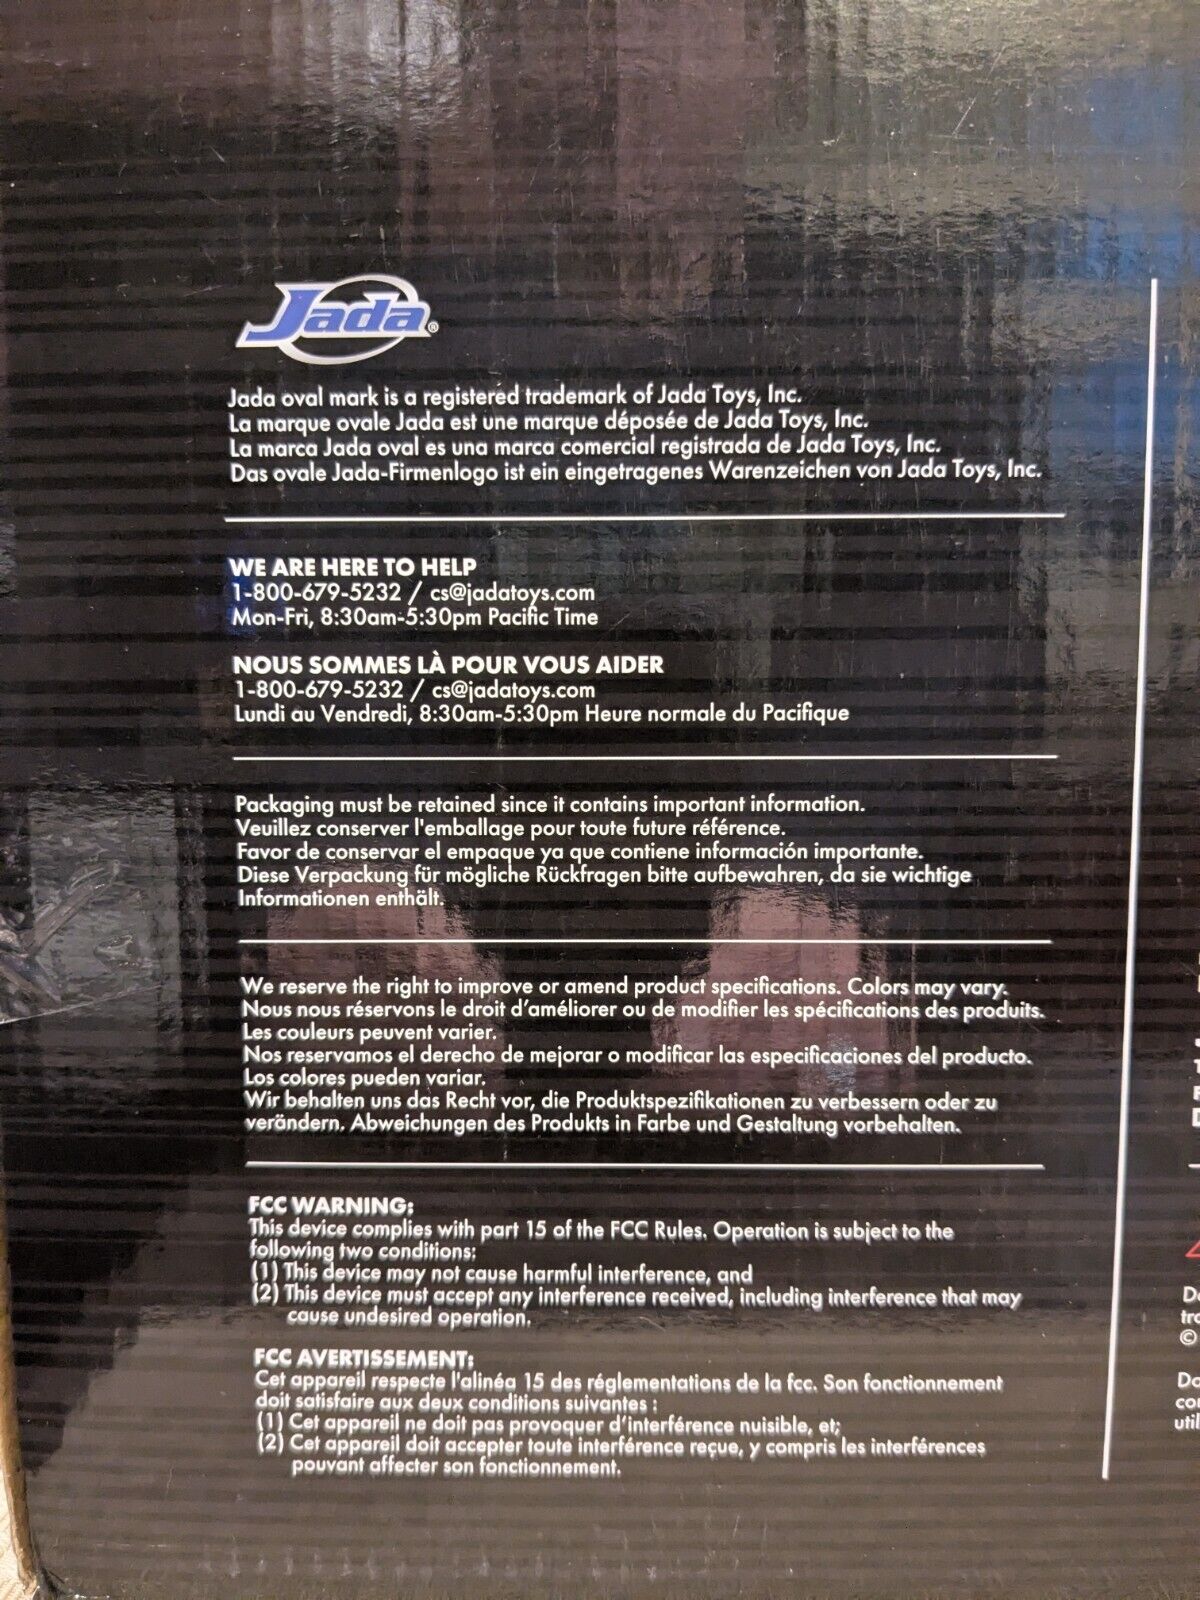 Jada®
Jada oval mark is a registered trademark of Jada Toys, Inc.
La marque ovale Jada est une marque déposée de Jada Toys, Inc.
La marca Jada oval es una marca comercial registrada de Jada Toys, Inc.
Das ovale Jada-Firmenlogo ist ein eingetragenes Warenzeichen von Jada Toys, Inc.
WE ARE HERE TO HELP
1-800-679-5232 / cs@jadatoys.com
Mon-Fri, 8:30am-5:30pm Pacific Time
NOUS SOMMES LÀ POUR VOUS AIDER
1-800-679-5232 / cs@jadatoys.com
Lundi au Vendredi, 8:30am-5:30pm Heure normale du Pacifique
Packaging must be retained since it contains important information.
Veuillez conserver l'emballage pour toute future référence.
Favor de conservar el empaque ya que contiene información importante.
Diese Verpackung für mögliche Rückfragen bitte aufbewahren, da sie wichtige
Informationen enthält.
We reserve the right to improve or amend product specifications. Colors may vary.
Nous nous réservons le droit d'améliorer ou de modifier les spécifications des produits.
Les couleurs peuvent varier.
Nos reservamos el derecho de mejorar o modificar las especificaciones del producto.
Los colores pueden variar.
Wir behalten uns das Recht vor, die Produktspezifikationen zu verbessern oder zu
verändern. Abweichungen des Produkts in Farbe und Gestaltung vorbehalten.
FCC WARNING:
This device complies with part 15 of the FCC Rules. Operation is subject to the
following two conditions:
(1) This device may not cause harmful interference, and
(2) This device must accept any interference received, including interference that may
cause undesired operation.
FCC AVERTISSEMENT:
Cet appareil respecte l'alinéa 15 des réglementations de la fcc. Son fonctionnement
doit satisfaire aux deux conditions suivantes :
(1) Cet appareil ne doit pas provoquer d'interférence nuisible, et;
(2) Cet appareil doit accepter toute interférence reçue, y compris les interférences
pouvant affecter son fonctionnement.